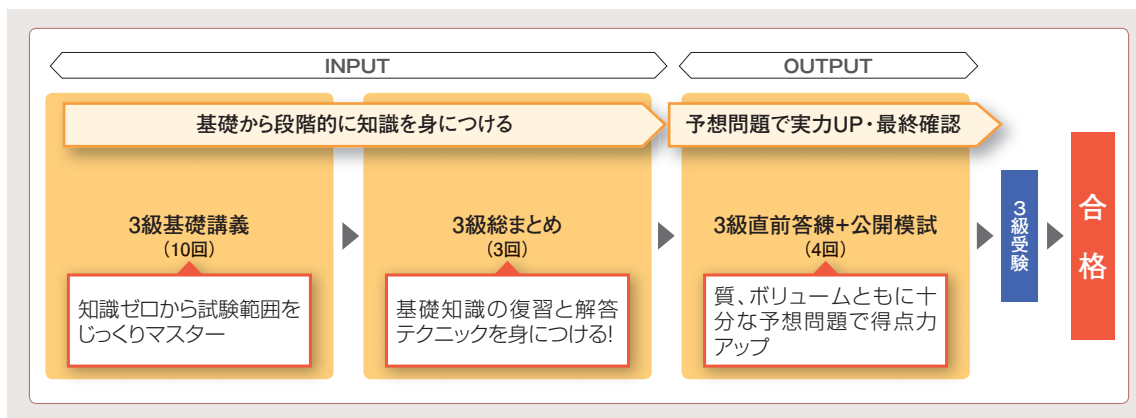 INPUT
OUTPUT
基礎から段階的に知識を身につける
予想問題で実力UP・最終確認
3級基礎講義
(10回)
知識ゼロから試験範囲を
じっくりマスター
3級総まとめ
(3回)
基礎知識の復習と解答
テクニックを身につける!
3級直前答練+公開模試
(4回)
質、ボリュームともに十
分な予想問題で得点力
アップ
3級受験
合格